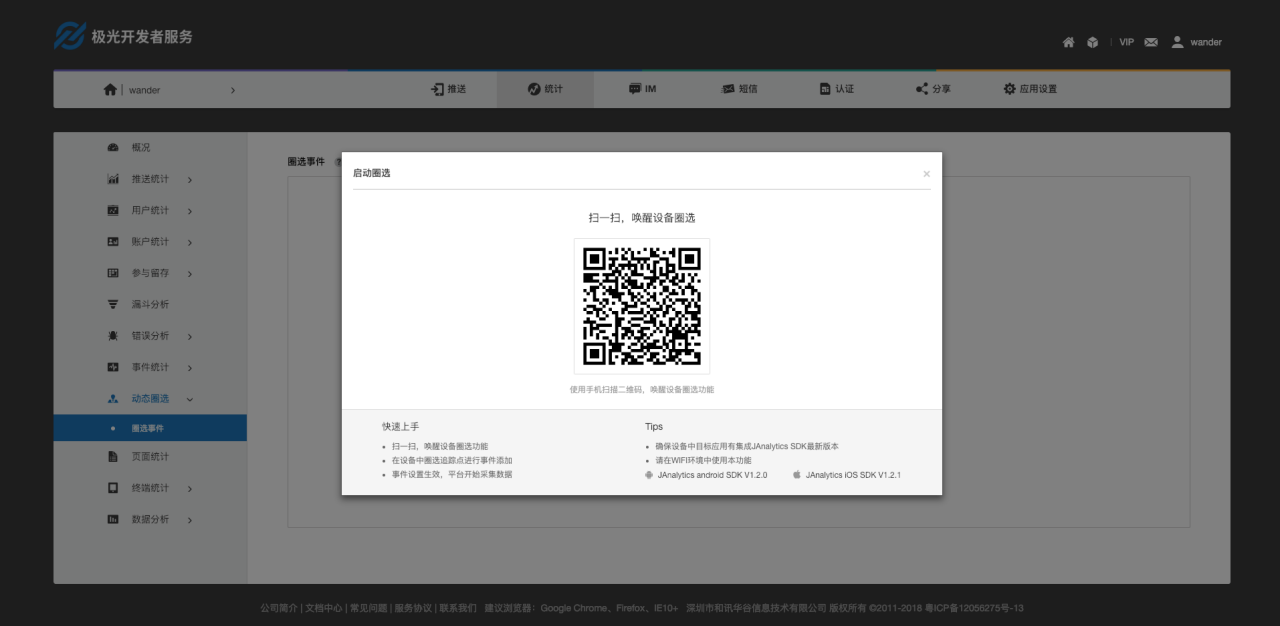 极光开发者服务
VIP wander
wander
推送 统计 IM 短信 认证 分享 应用设置
概况
推送统计
用户统计
账户统计
参与留存
漏斗分析
错误分析
事件统计
动态圈选
圈选事件
页面统计
终端统计
数据分析
圈选事件 ?
启动圈选 ×
扫一扫，唤醒设备圈选
使用手机扫描二维码，唤醒设备圈选功能
快速上手
• 扫一扫，唤醒设备圈选功能
• 在设备中圈选追踪点进行事件添加
• 事件设置生效，平台开始采集数据
Tips
• 确保设备中目标应用有集成JAnalytics SDK最新版本
• 请在WIFI环境中使用本功能
JAnalytics android SDK V1.2.0 JAnalytics iOS SDK V1.2.1
公司简介 | 文档中心 | 常见问题 | 服务协议 | 联系我们 建议浏览器：Google Chrome、Firefox、IE10+ 深圳市和讯华谷信息技术有限公司 版权所有 ©2011-2018 粤ICP备12056275号-13